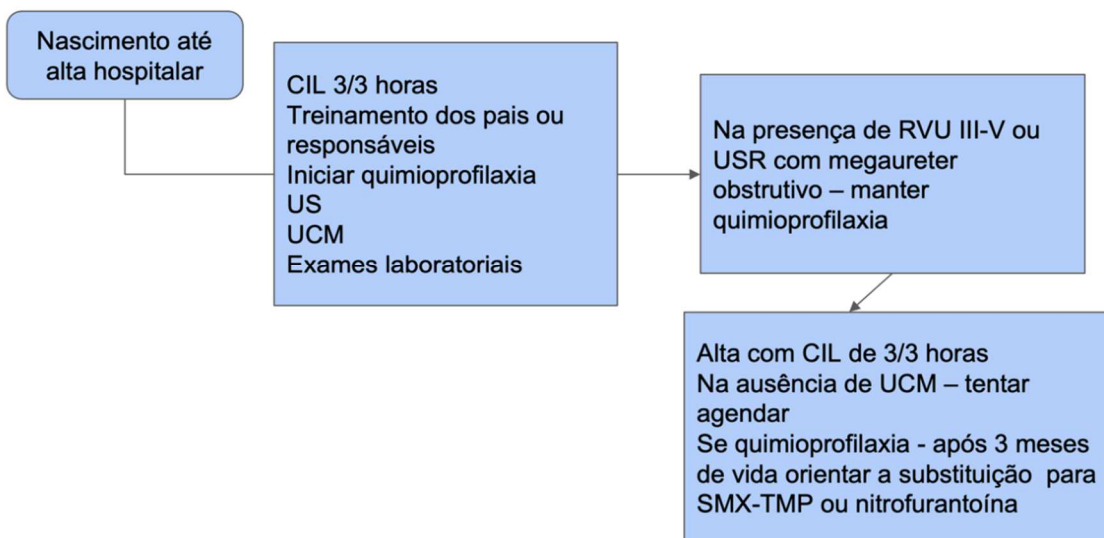 Nascimento até
alta hospitalar
CIL 3/3 horas
Treinamento dos pais ou
responsáveis
Iniciar quimioprofilaxia
US
UCM
Exames laboratoriais
Na presença de RVU III-V ou
USR com megaureter
obstrutivo – manter
quimioprofilaxia
Alta com CIL de 3/3 horas
Na ausência de UCM – tentar
agendar
Se quimioprofilaxia - após 3 meses
de vida orientar a substituição para
SMX-TMP ou nitrofurantoína